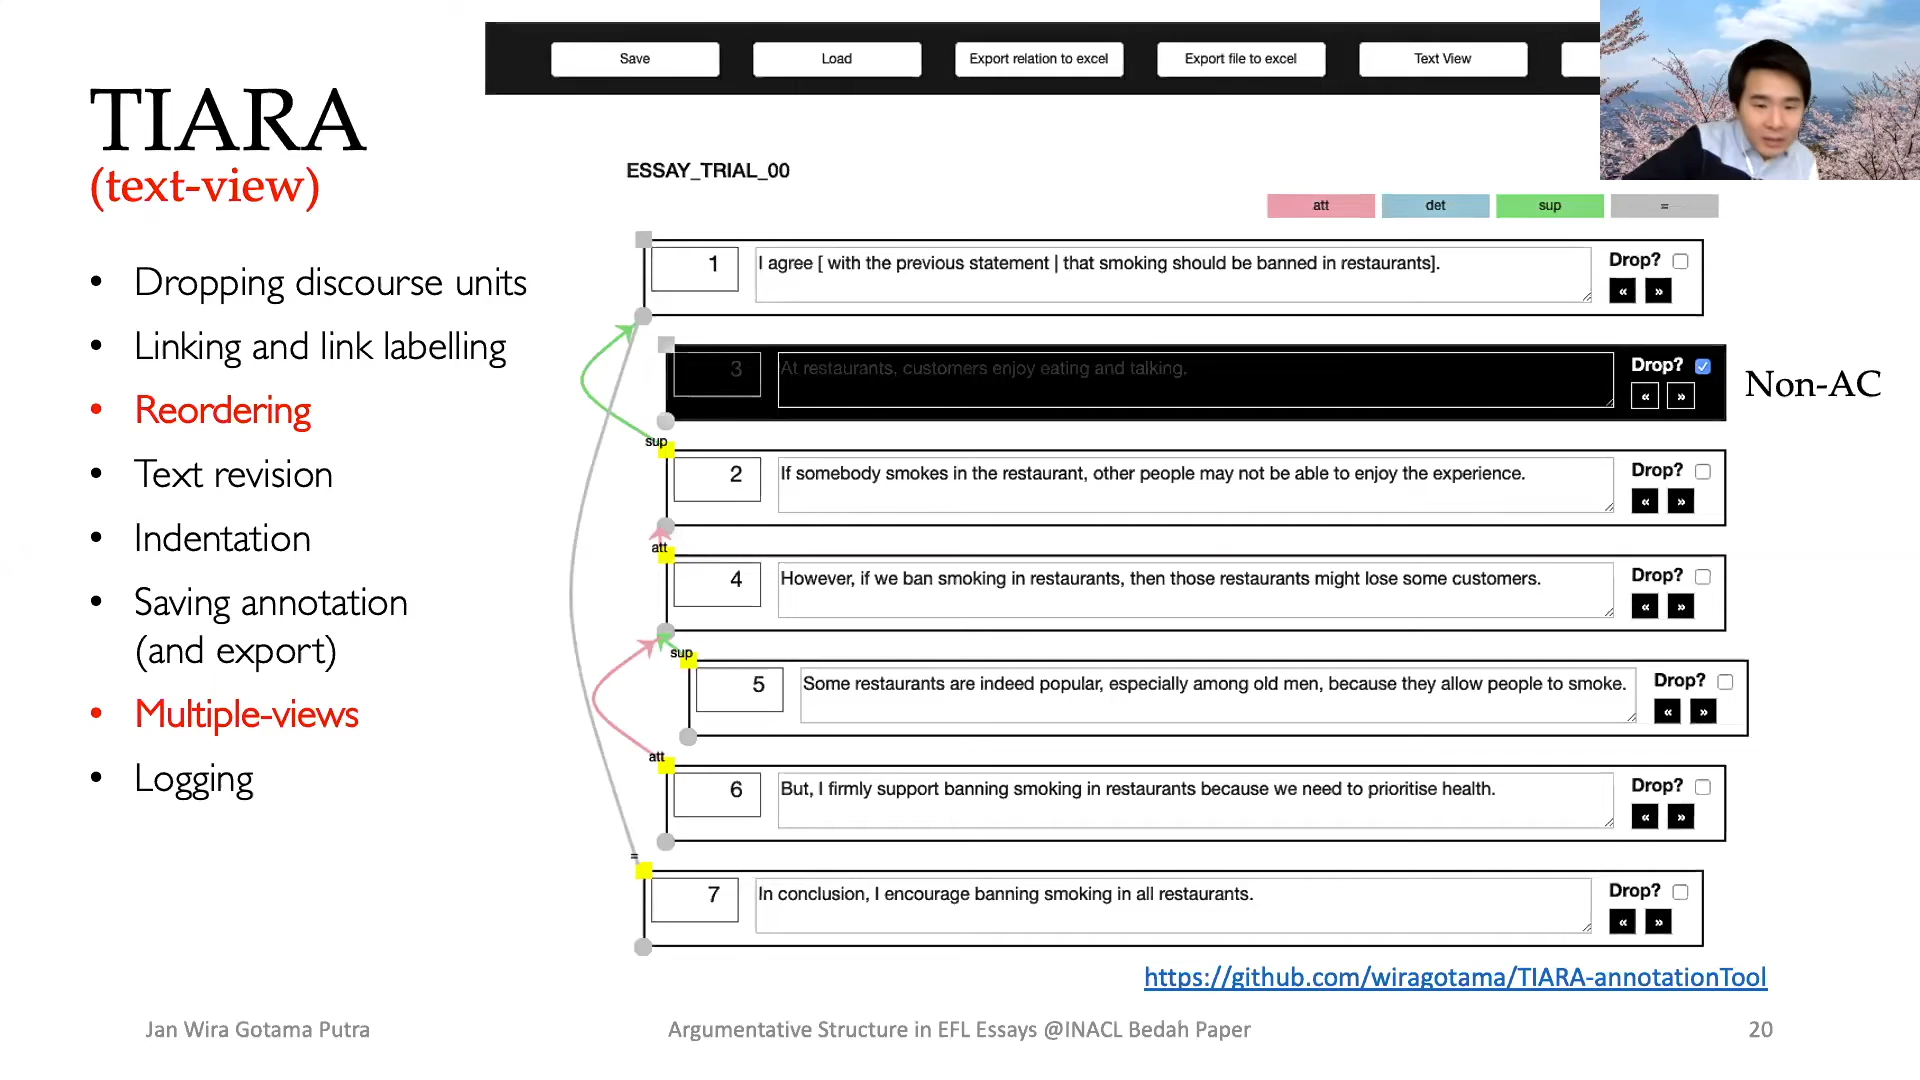 TIARA
(text-view)
• Dropping discourse units
• Linking and link labelling
• Reordering
• Text revision
• Indentation
• Saving annotation
(and export)
• Multiple-views
• Logging
Save Load Export relation to excel Export file to excel Text View
ESSAY_TRIAL_00
att det sup =
1 I agree [ with the previous statement | that smoking should be banned in restaurants]. Drop?
« »
3 At restaurants, customers enjoy eating and talking. Drop?
« »
Non-AC
sup
2 If somebody smokes in the restaurant, other people may not be able to enjoy the experience. Drop?
« »
att
4 However, if we ban smoking in restaurants, then those restaurants might lose some customers. Drop?
« »
sup
5 Some restaurants are indeed popular, especially among old men, because they allow people to smoke. Drop?
« »
att
6 But, I firmly support banning smoking in restaurants because we need to prioritise health. Drop?
« »
=
7 In conclusion, I encourage banning smoking in all restaurants. Drop?
« »
https://github.com/wiragotama/TIARA-annotationTool
Jan Wira Gotama Putra Argumentative Structure in EFL Essays @INACL Bedah Paper 20